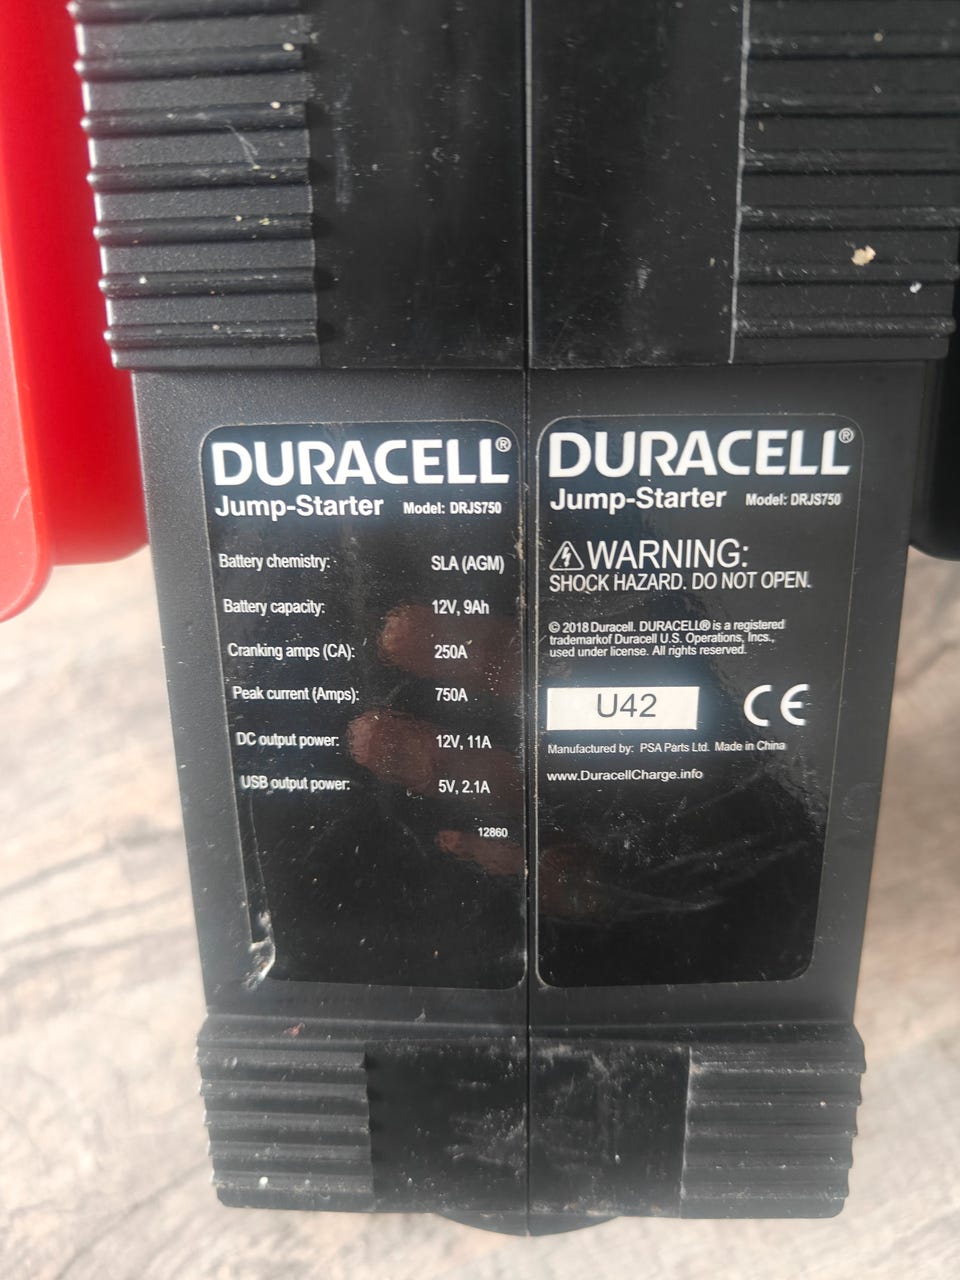 DURACELL®
Jump-Starter Model: DRJS750
Battery chemistry: SLA (AGM)
Battery capacity: 12V, 9Ah
Cranking amps (CA): 250A
Peak current (Amps): 750A
DC output power: 12V, 11A
USB output power: 5V, 2.1A
12860
DURACELL®
Jump-Starter Model: DRJS750
WARNING:
SHOCK HAZARD. DO NOT OPEN.
© 2018 Duracell. DURACELL® is a registered
trademarkof Duracell U.S. Operations, Incs.,
used under license. All rights reserved.
U42 CE
Manufactured by: PSA Parts Ltd. Made in China
www.DuracellCharge.info